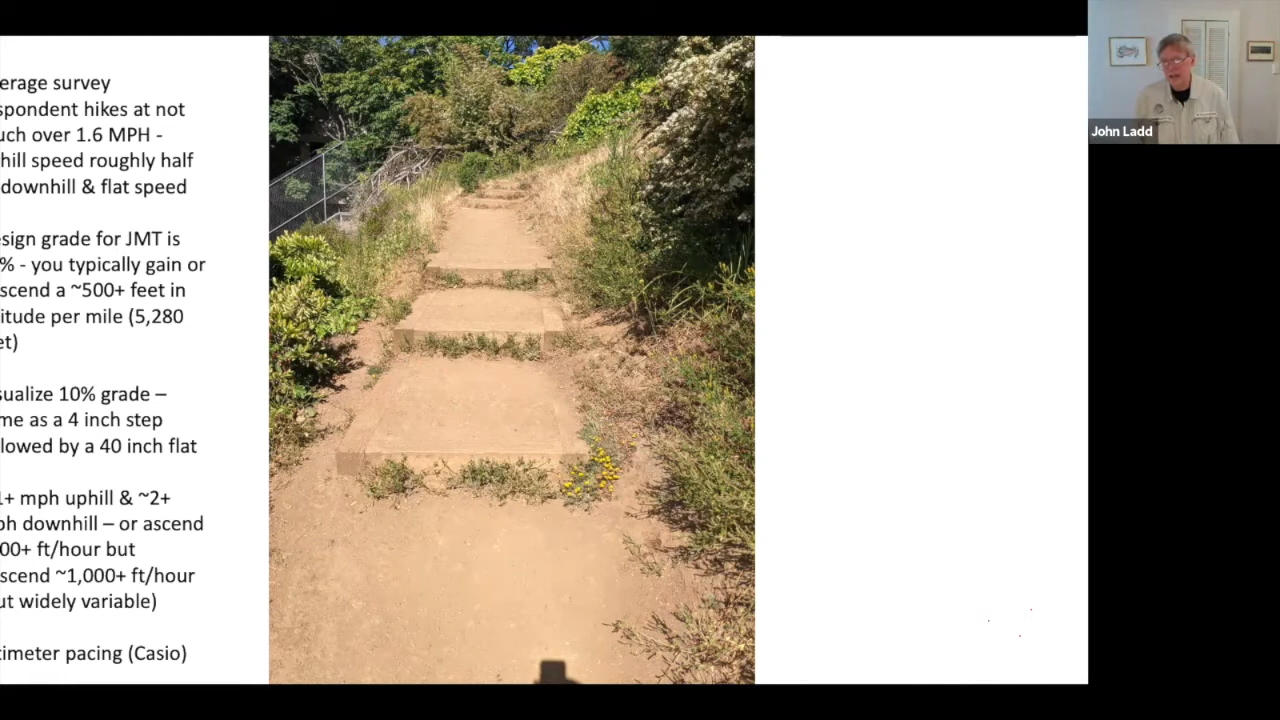 erage survey
spondent hikes at not
uch over 1.6 MPH -
hill speed roughly half
downhill & flat speed
esign grade for JMT is
% - you typically gain or
scend a ~500+ feet in
itude per mile (5,280
et)
sualize 10% grade –
me as a 4 inch step
lowed by a 40 inch flat
1+ mph uphill & ~2+
ph downhill – or ascend
00+ ft/hour but
scend ~1,000+ ft/hour
ut widely variable)
timeter pacing (Casio)
John Ladd